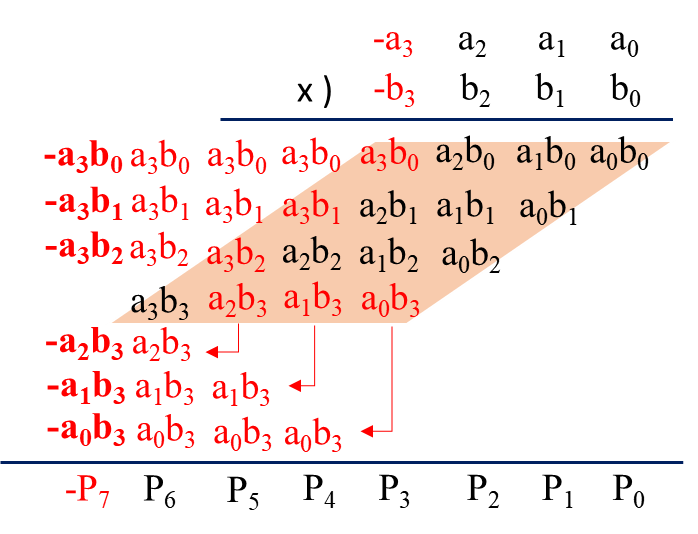 -a₃ a₂ a₁ a₀
x ) -b₃ b₂ b₁ b₀
-a₃b₀ a₃b₀ a₃b₀ a₃b₀ a₃b₀ a₂b₀ a₁b₀ a₀b₀
-a₃b₁ a₃b₁ a₃b₁ a₃b₁ a₂b₁ a₁b₁ a₀b₁
-a₃b₂ a₃b₂ a₃b₂ a₂b₂ a₁b₂ a₀b₂
a₃b₃ a₂b₃ a₁b₃ a₀b₃
-a₂b₃ a₂b₃
-a₁b₃ a₁b₃ a₁b₃
-a₀b₃ a₀b₃ a₀b₃ a₀b₃
-P₇ P₆ P₅ P₄ P₃ P₂ P₁ P₀